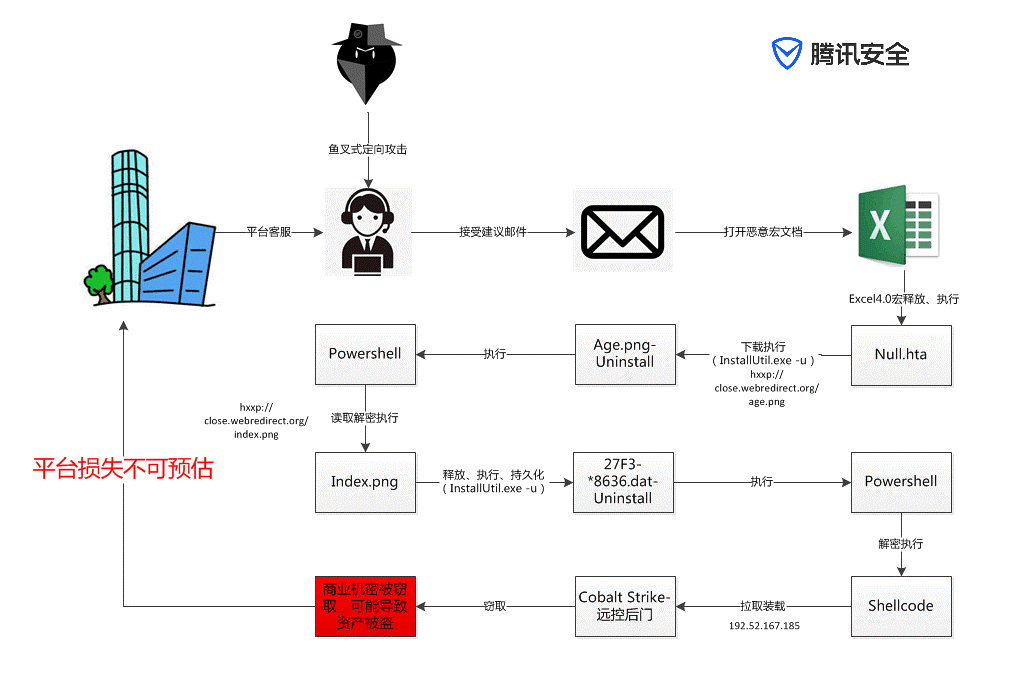 腾讯安全
鱼叉式定向攻击
平台客服
接受建议邮件
打开恶意宏文档
X
Excel4.0宏释放、执行
Powershell
执行
Age.png-
Uninstall
下载执行
（InstallUtil.exe -u）
hxxp://
close.webredirect.org/
age.png
Null.hta
hxxp://
close.webredirect.org/
index.png
读取解密执行
平台损失不可预估
Index.png
释放、执行、持久化
（InstallUtil.exe -u）
27F3-
*8636.dat-
Uninstall
执行
Powershell
解密执行
商业机密被窃
取，可能导致
资产被盗
窃取
Cobalt Strike-
远控后门
拉取装载
192.52.167.185
Shellcode